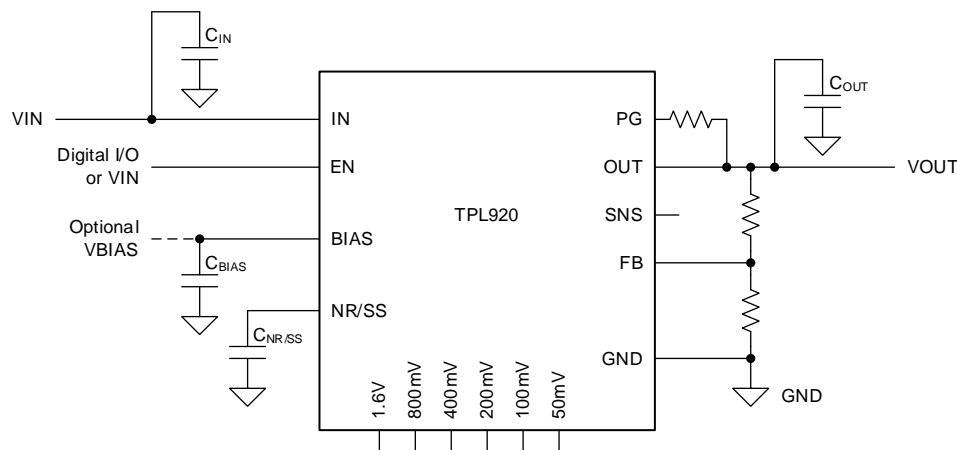 CIN
VIN
Digital I/O
or VIN
Optional
VBIAS
CBIAS
CNR/SS
IN
EN
BIAS
NR/SS
TPL920
1.6V
800mV
400mV
200mV
100mV
50mV
PG
OUT
SNS
FB
GND
COUT
VOUT
GND